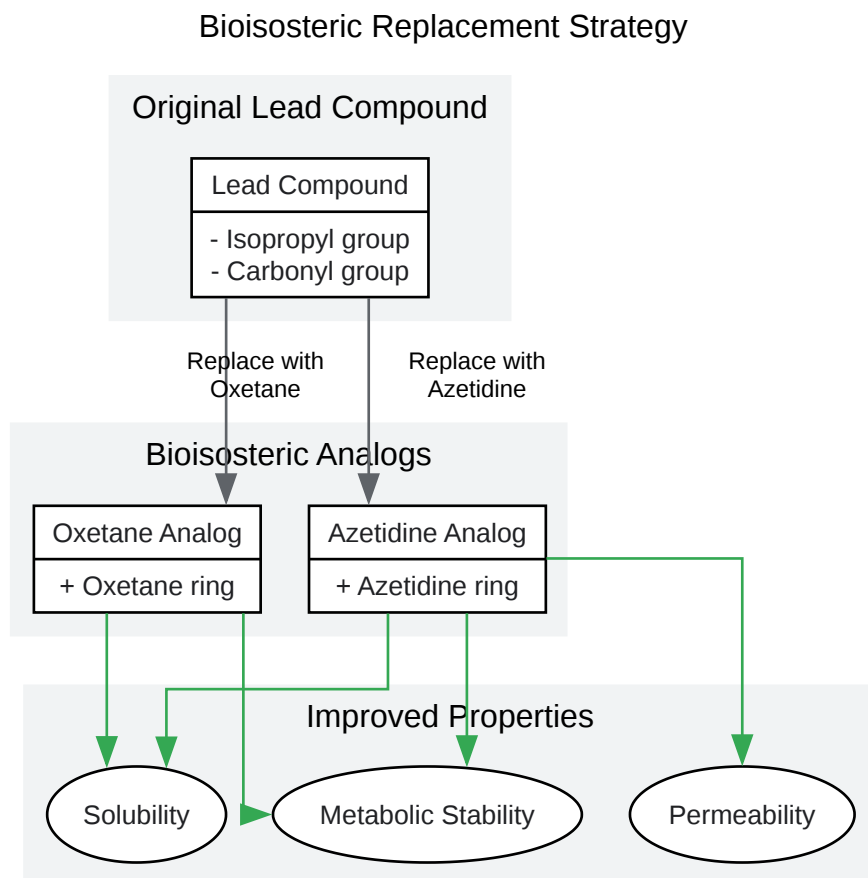 Bioisosteric Replacement Strategy
Original Lead Compound
Lead Compound
- Isopropyl group
- Carbonyl group
Replace with
Oxetane
Replace with
Azetidine
Bioisosteric Analogs
Oxetane Analog
+ Oxetane ring
Azetidine Analog
+ Azetidine ring
Improved Properties
Solubility
Metabolic Stability
Permeability